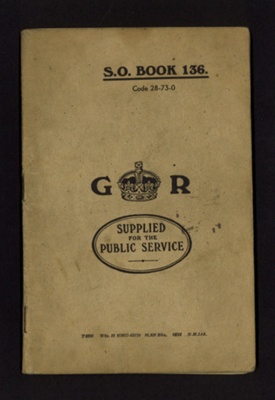 S.O. BOOK 136.
Code 28-73-0
G R
SUPPLIED
FOR THE
PUBLIC SERVICE